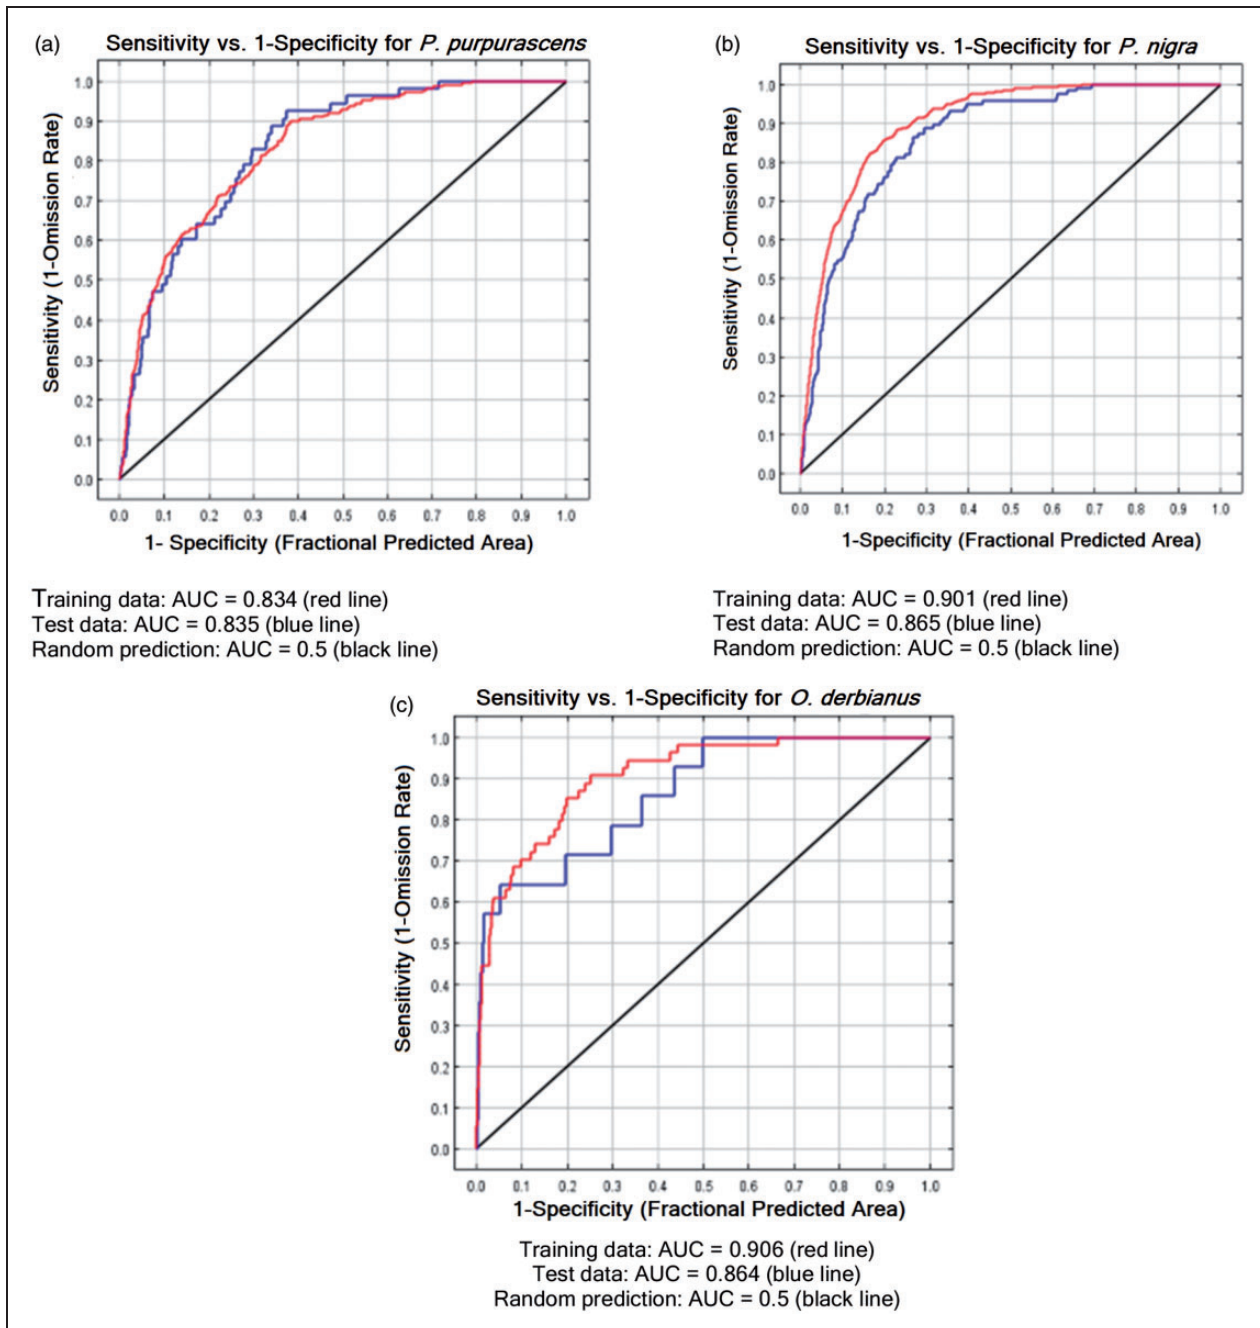 (a)
Sensitivity vs. 1-Specificity for P. purpurascens
Sensitivity (1-Omission Rate)
1.0
0.9
0.8
0.7
0.6
0.5
0.4
0.3
0.2
0.1
0.0
0.0 0.1 0.2 0.3 0.4 0.5 0.6 0.7 0.8 0.9 1.0
1- Specificity (Fractional Predicted Area)
Training data: AUC = 0.834 (red line)
Test data: AUC = 0.835 (blue line)
Random prediction: AUC = 0.5 (black line)
(b)
Sensitivity vs. 1-Specificity for P. nigra
Sensitivity (1-Omission Rate)
1.0
0.9
0.8
0.7
0.6
0.5
0.4
0.3
0.2
0.1
0.0
0.0 0.1 0.2 0.3 0.4 0.5 0.6 0.7 0.8 0.9 1.0
1-Specificity (Fractional Predicted Area)
Training data: AUC = 0.901 (red line)
Test data: AUC = 0.865 (blue line)
Random prediction: AUC = 0.5 (black line)
(c)
Sensitivity vs. 1-Specificity for O. derbianus
Sensitivity (1-Omission Rate)
1.0
0.9
0.8
0.7
0.6
0.5
0.4
0.3
0.2
0.1
0.0
0.0 0.1 0.2 0.3 0.4 0.5 0.6 0.7 0.8 0.9 1.0
1-Specificity (Fractional Predicted Area)
Training data: AUC = 0.906 (red line)
Test data: AUC = 0.864 (blue line)
Random prediction: AUC = 0.5 (black line)